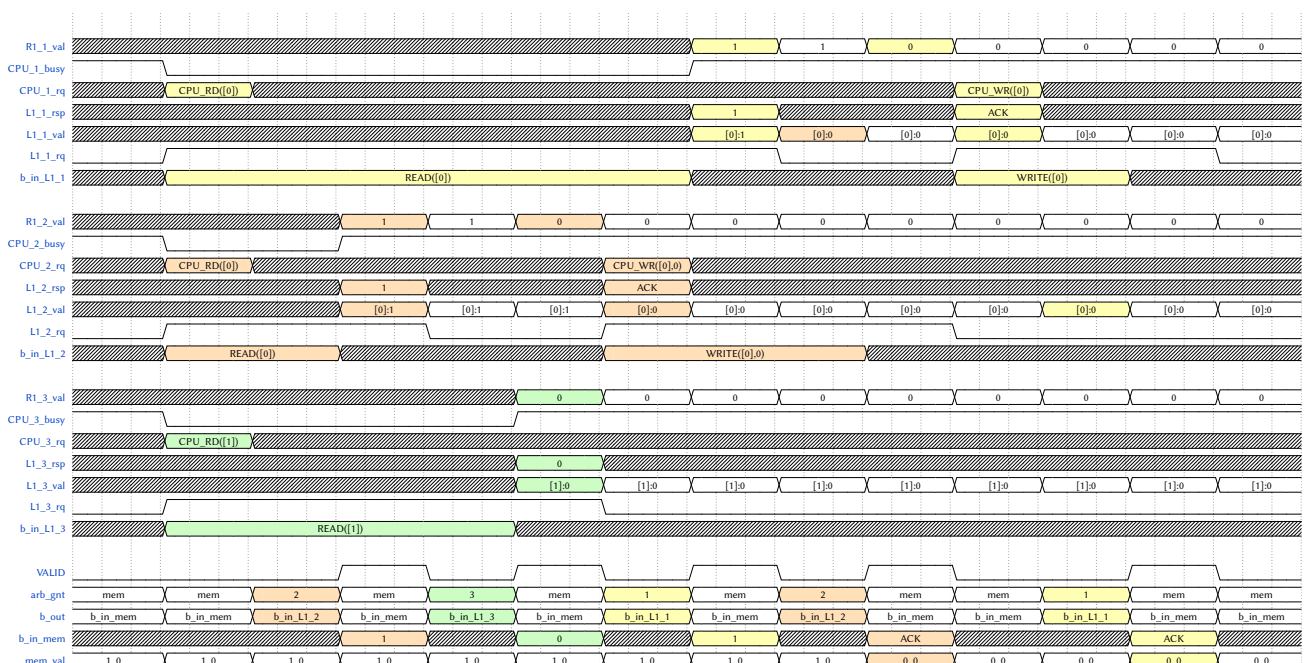 R1_1_val 1 1 0 0 0 0 0
CPU_1_busy
CPU_1_rq CPU_RD([0]) CPU_WR([0])
L1_1_rsp 1 ACK
L1_1_val [0]:1 [0]:0 [0]:0 [0]:0 [0]:0 [0]:0 [0]:0
L1_1_rq
b_in_L1_1 READ([0]) WRITE([0])
R1_2_val 1 1 0 0 0 0 0 0 0 0 0
CPU_2_busy
CPU_2_rq CPU_RD([0]) CPU_WR([0],0)
L1_2_rsp 1 ACK
L1_2_val [0]:1 [0]:1 [0]:1 [0]:0 [0]:0 [0]:0 [0]:0 [0]:0 [0]:0 [0]:0 [0]:0
L1_2_rq
b_in_L1_2 READ([0]) WRITE([0],0)
R1_3_val 0 0 0 0 0 0 0 0 0
CPU_3_busy
CPU_3_rq CPU_RD([1])
L1_3_rsp 0
L1_3_val [1]:0 [1]:0 [1]:0 [1]:0 [1]:0 [1]:0 [1]:0 [1]:0 [1]:0
L1_3_rq
b_in_L1_3 READ([1])
VALID
arb_gnt mem mem 2 mem 3 mem 1 mem 2 mem mem 1 mem mem
b_out b_in_mem b_in_mem b_in_L1_2 b_in_mem b_in_L1_3 b_in_mem b_in_L1_1 b_in_mem b_in_L1_2 b_in_mem b_in_mem b_in_L1_1 b_in_mem b_in_mem
b_in_mem 1 0 1 ACK ACK
mem_val 1 0 1 0 1 0 1 0 1 0 1 0 1 0 1 0 1 0 0 0 0 0 0 0 0 0 0 0